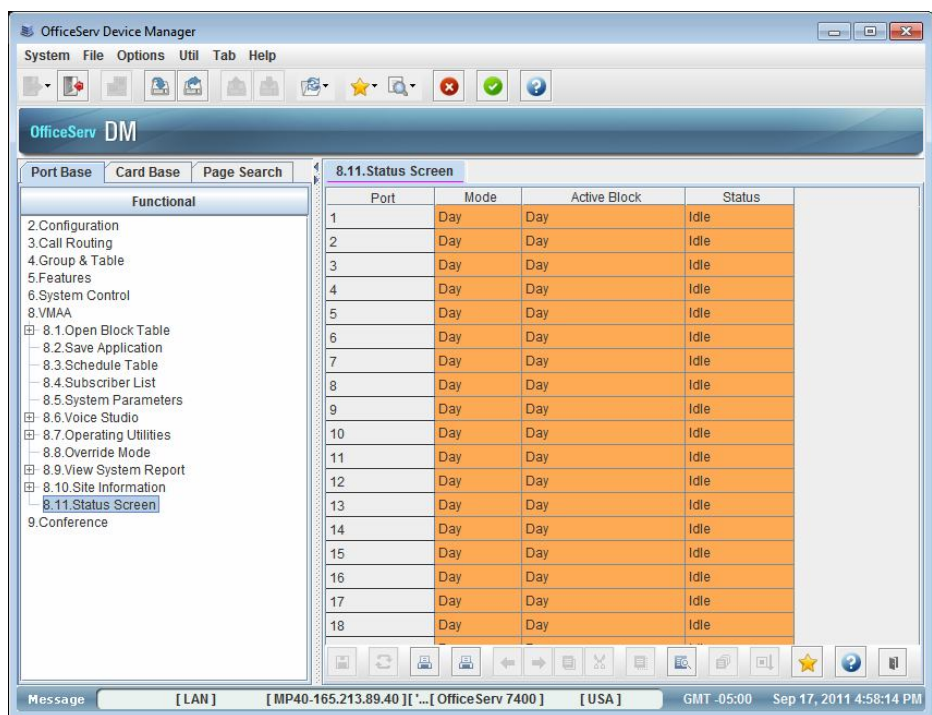 OfficeServ Device Manager
System File Options Util Tab Help
OfficeServ DM
Port Base Card Base Page Search
Functional
2.Configuration
3.Call Routing
4.Group & Table
5.Features
6.System Control
8.VMAA
8.1.Open Block Table
8.2.Save Application
8.3.Schedule Table
8.4.Subscriber List
8.5.System Parameters
8.6.Voice Studio
8.7.Operating Utilities
8.8.Override Mode
8.9.View System Report
8.10.Site Information
8.11.Status Screen
9.Conference
8.11.Status Screen
Port Mode Active Block Status
1 Day Day Idle
2 Day Day Idle
3 Day Day Idle
4 Day Day Idle
5 Day Day Idle
6 Day Day Idle
7 Day Day Idle
8 Day Day Idle
9 Day Day Idle
10 Day Day Idle
11 Day Day Idle
12 Day Day Idle
13 Day Day Idle
14 Day Day Idle
15 Day Day Idle
16 Day Day Idle
17 Day Day Idle
18 Day Day Idle
Message [ LAN ] [ MP40-165.213.89.40 ][ '...[ OfficeServ 7400 ] [ USA ] GMT -05:00 Sep 17, 2011 4:58:14 PM